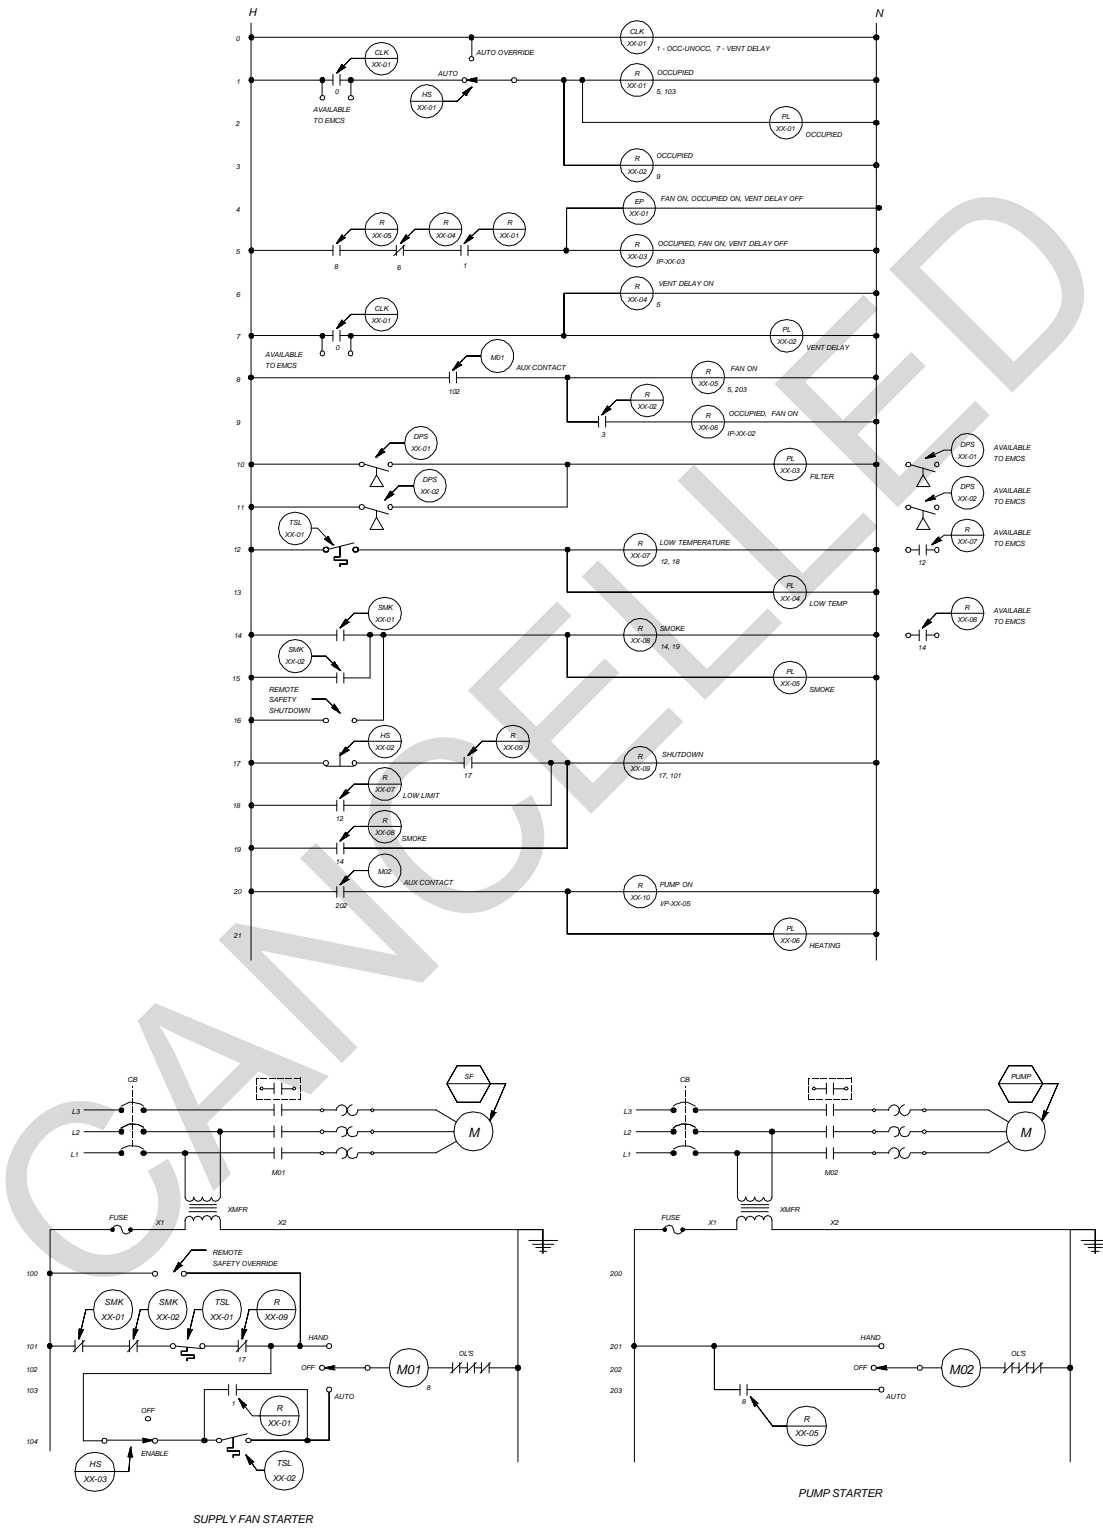 H
N
0
CLK
XX-01
1 - OCC-UNOCC, 7 - VENT DELAY
AUTO OVERRIDE
CLK
XX-01
1
0
AUTO
HS
XX-01
AVAILABLE
TO EMCS
R
XX-01
OCCUPIED
5, 103
2
PL
XX-01
OCCUPIED
3
R
XX-02
OCCUPIED
9
4
EP
XX-01
FAN ON, OCCUPIED ON, VENT DELAY OFF
R
XX-05
R
XX-04
R
XX-01
5
8
6
1
R
XX-03
OCCUPIED, FAN ON, VENT DELAY OFF
IP-XX-03
6
R
XX-04
VENT DELAY ON
5
CLK
XX-01
7
0
AVAILABLE
TO EMCS
PL
XX-02
VENT DELAY
M01
AUX CONTACT
8
102
R
XX-05
FAN ON
5, 203
R
XX-02
9
3
R
XX-06
OCCUPIED, FAN ON
IP-XX-02
DPS
XX-01
10
PL
XX-03
FILTER
DPS
XX-01
AVAILABLE
TO EMCS
DPS
XX-02
11
DPS
XX-02
AVAILABLE
TO EMCS
TSL
XX-01
12
R
XX-07
LOW TEMPERATURE
12, 18
R
XX-07
AVAILABLE
TO EMCS
12
13
PL
XX-04
LOW TEMP
SMK
XX-01
14
R
XX-08
SMOKE
14, 19
R
XX-08
AVAILABLE
TO EMCS
14
SMK
XX-02
15
PL
XX-05
SMOKE
REMOTE
SAFETY
SHUTDOWN
16
HS
XX-02
R
XX-09
17
17
R
XX-09
SHUTDOWN
17, 101
R
XX-07
LOW LIMIT
18
12
R
XX-08
SMOKE
19
14
M02
AUX CONTACT
20
202
R
XX-10
PUMP ON
I/P-XX-05
21
PL
XX-06
HEATING
CANCELLED
CB
SF
L3
L2
L1
M
M01
XMFR
FUSE
X1
X2
REMOTE
SAFETY OVERRIDE
100
SMK
XX-01
SMK
XX-02
TSL
XX-01
R
XX-09
101
17
HAND
102
OFF
M01
8
OL'S
103
1
AUTO
R
XX-01
OFF
104
ENABLE
HS
XX-03
TSL
XX-02
SUPPLY FAN STARTER
CB
PUMP
L3
L2
L1
M
M02
XMFR
FUSE
X1
X2
200
201
HAND
202
OFF
M02
OL'S
203
8
AUTO
R
XX-05
PUMP STARTER